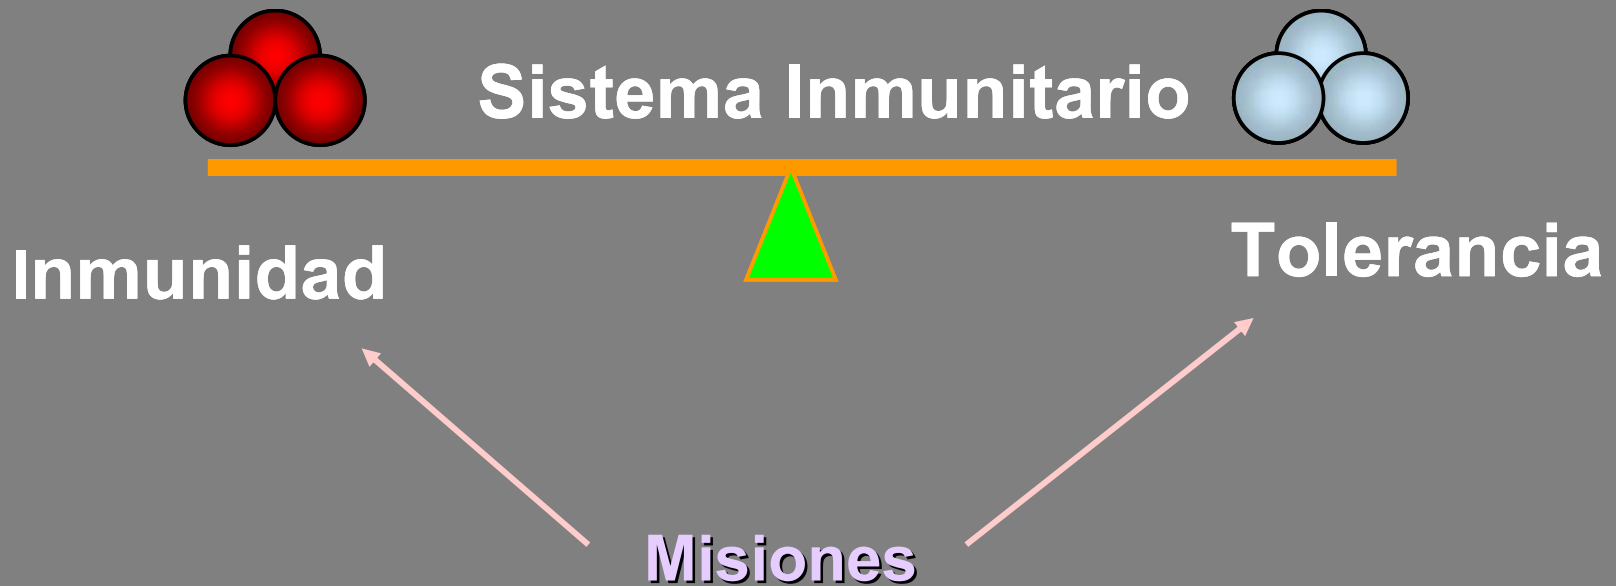 Sistema Inmunitario
Inmunidad
Tolerancia
Misiones